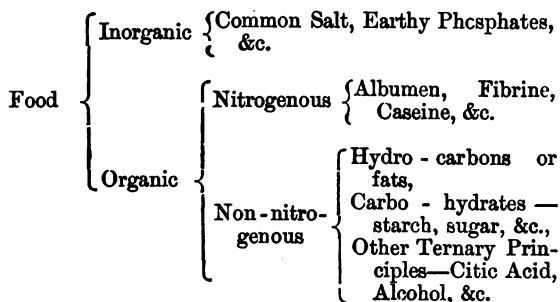 Inorganic Common Salt, Earthy Phcsphates,
&c.
Food
Nitrogenous Albumen, Fibrine,
Caseine, &c.
Organic
Hydro - carbons or
fats,
Carbo - hydrates —
Non - nitro- starch, sugar, &c.,
genous Other Ternary Prin-
ciples—Citic Acid,
Alcohol, &c.